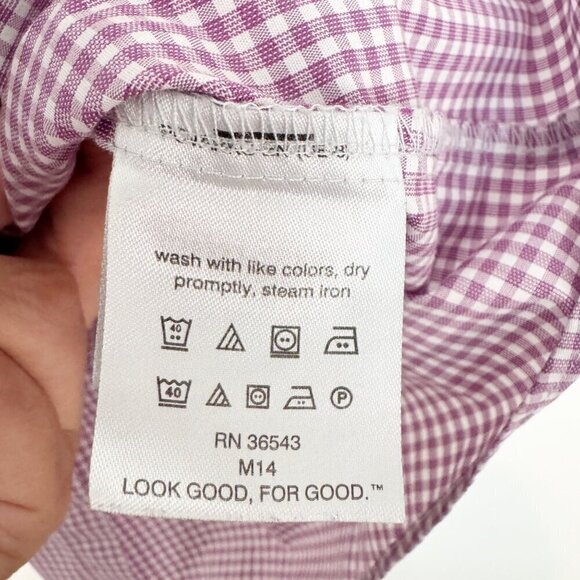 wash with like colors, dry
promptly, steam iron
40
40 P
RN 36543
M14
LOOK GOOD, FOR GOOD.™